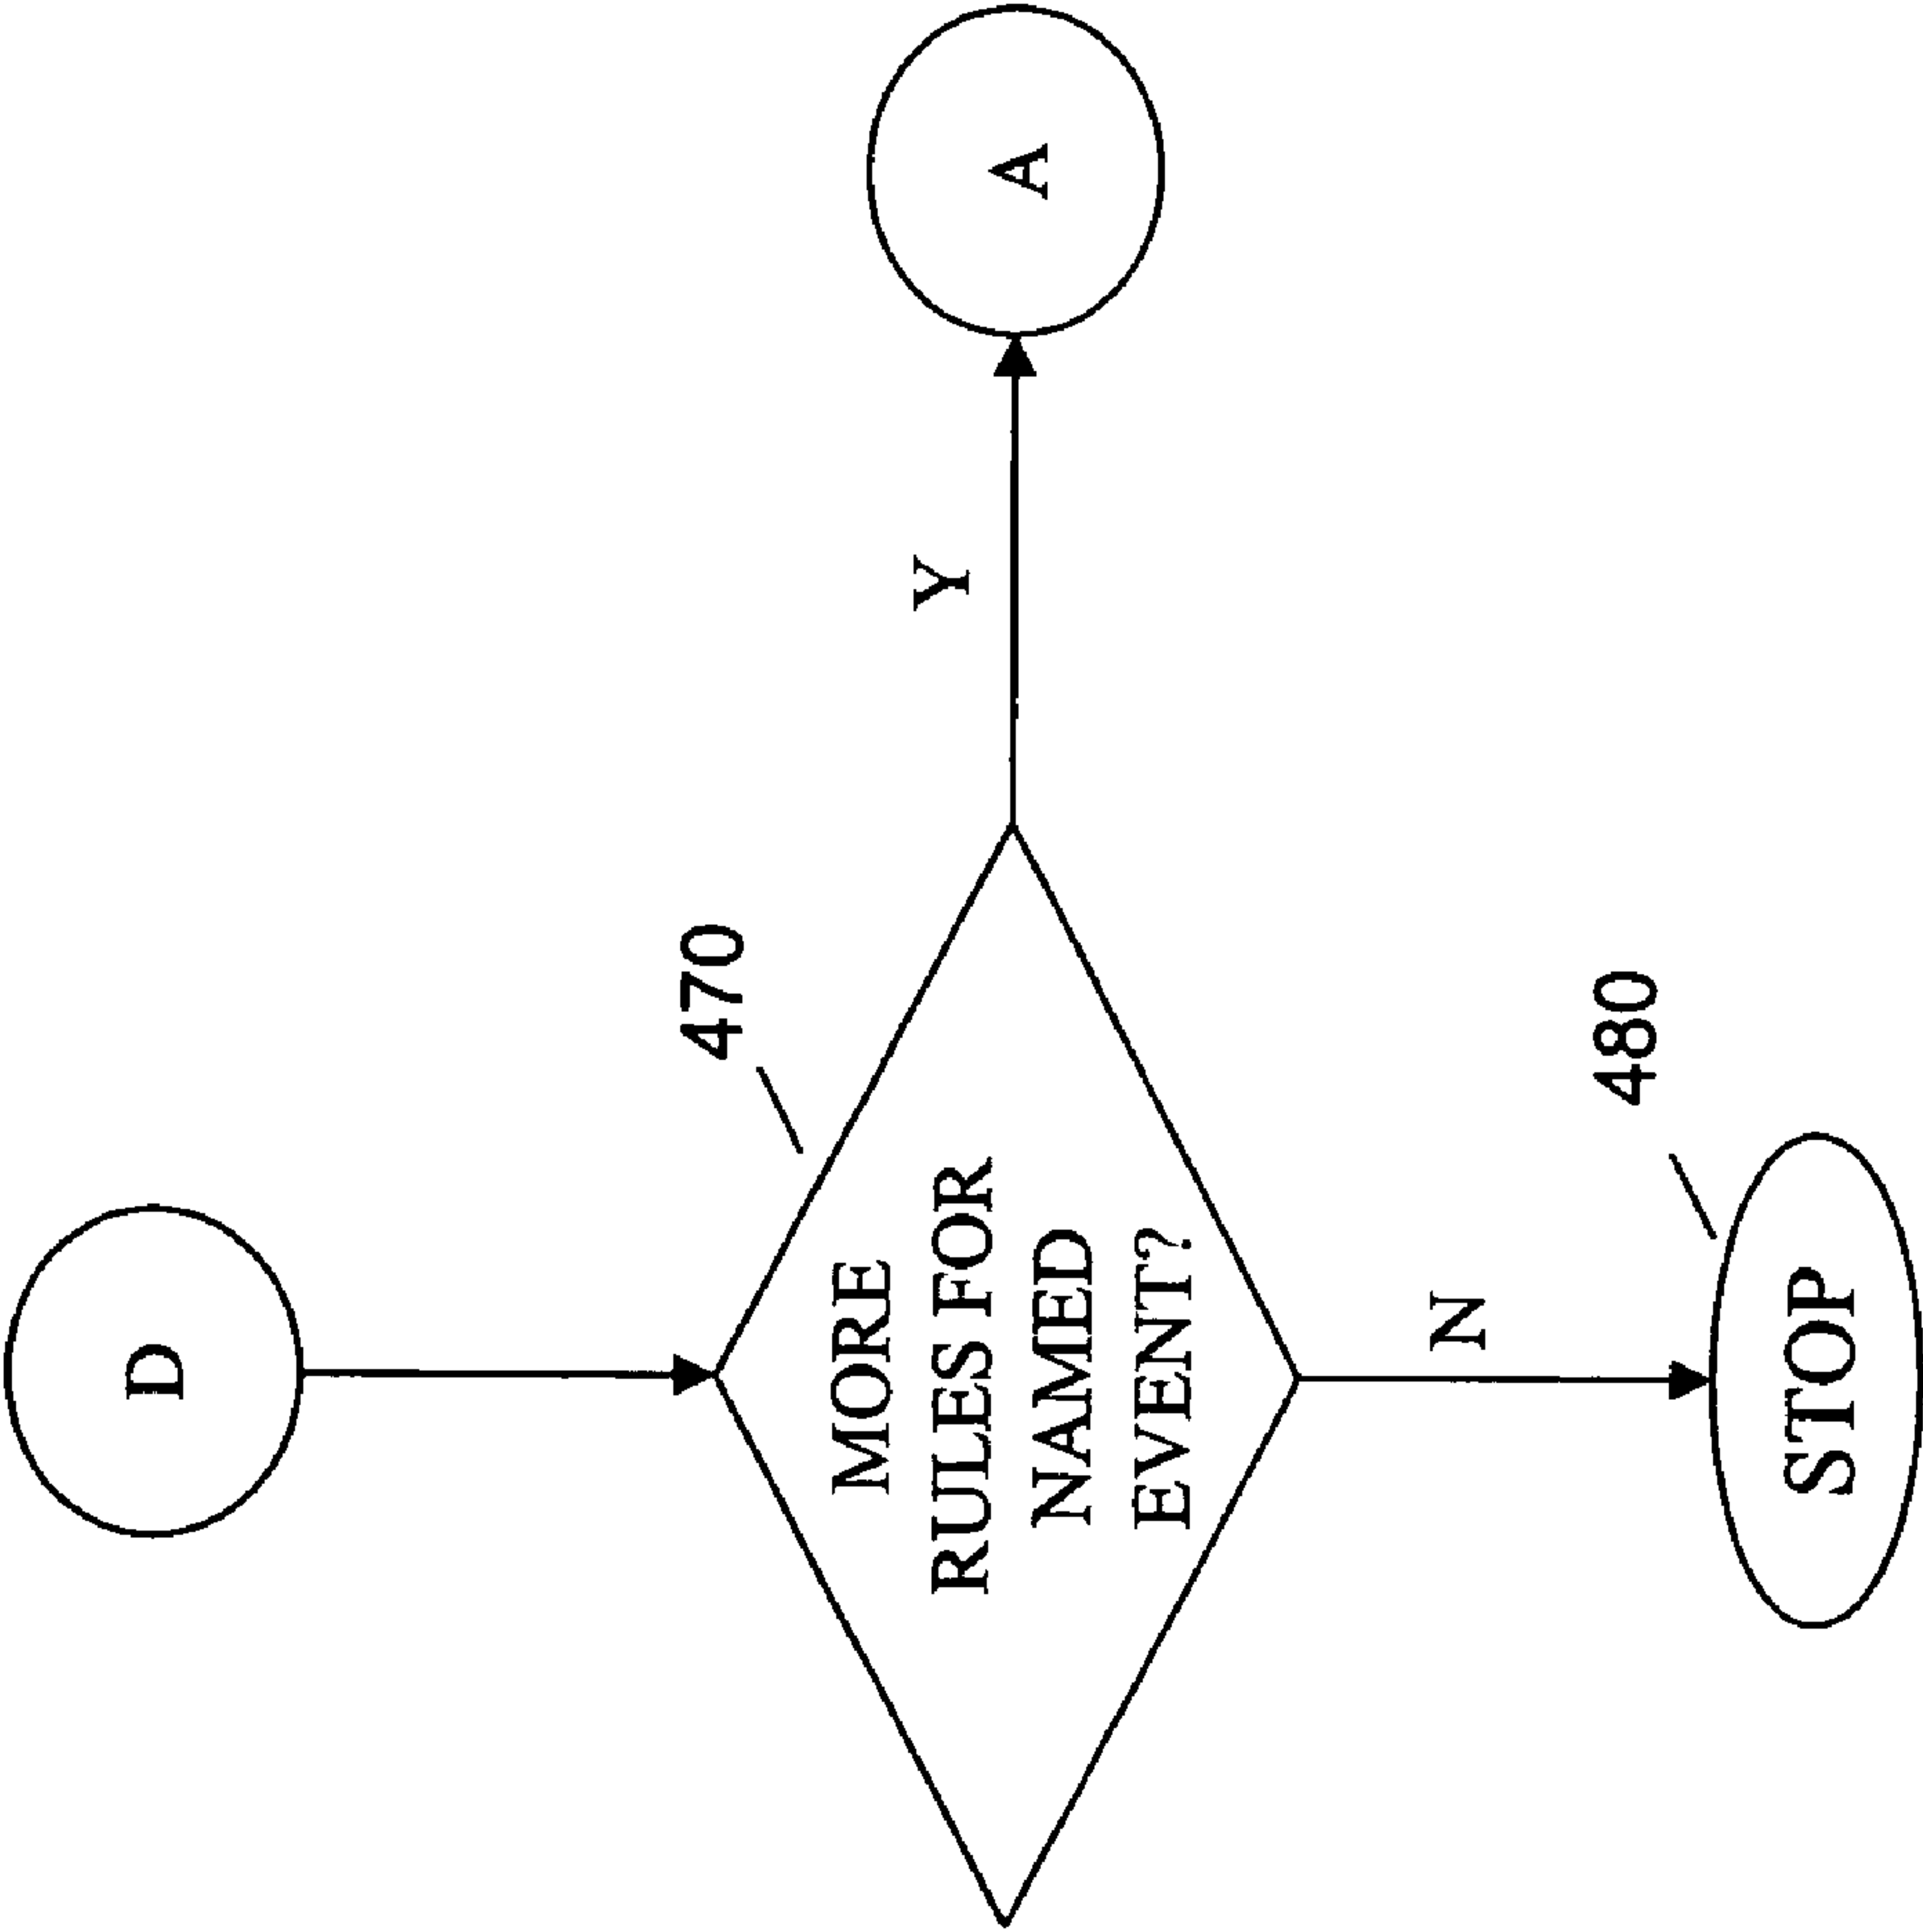 D
470
MORE
RULES FOR
NAMED
EVENT?
Y
A
N
480
STOP